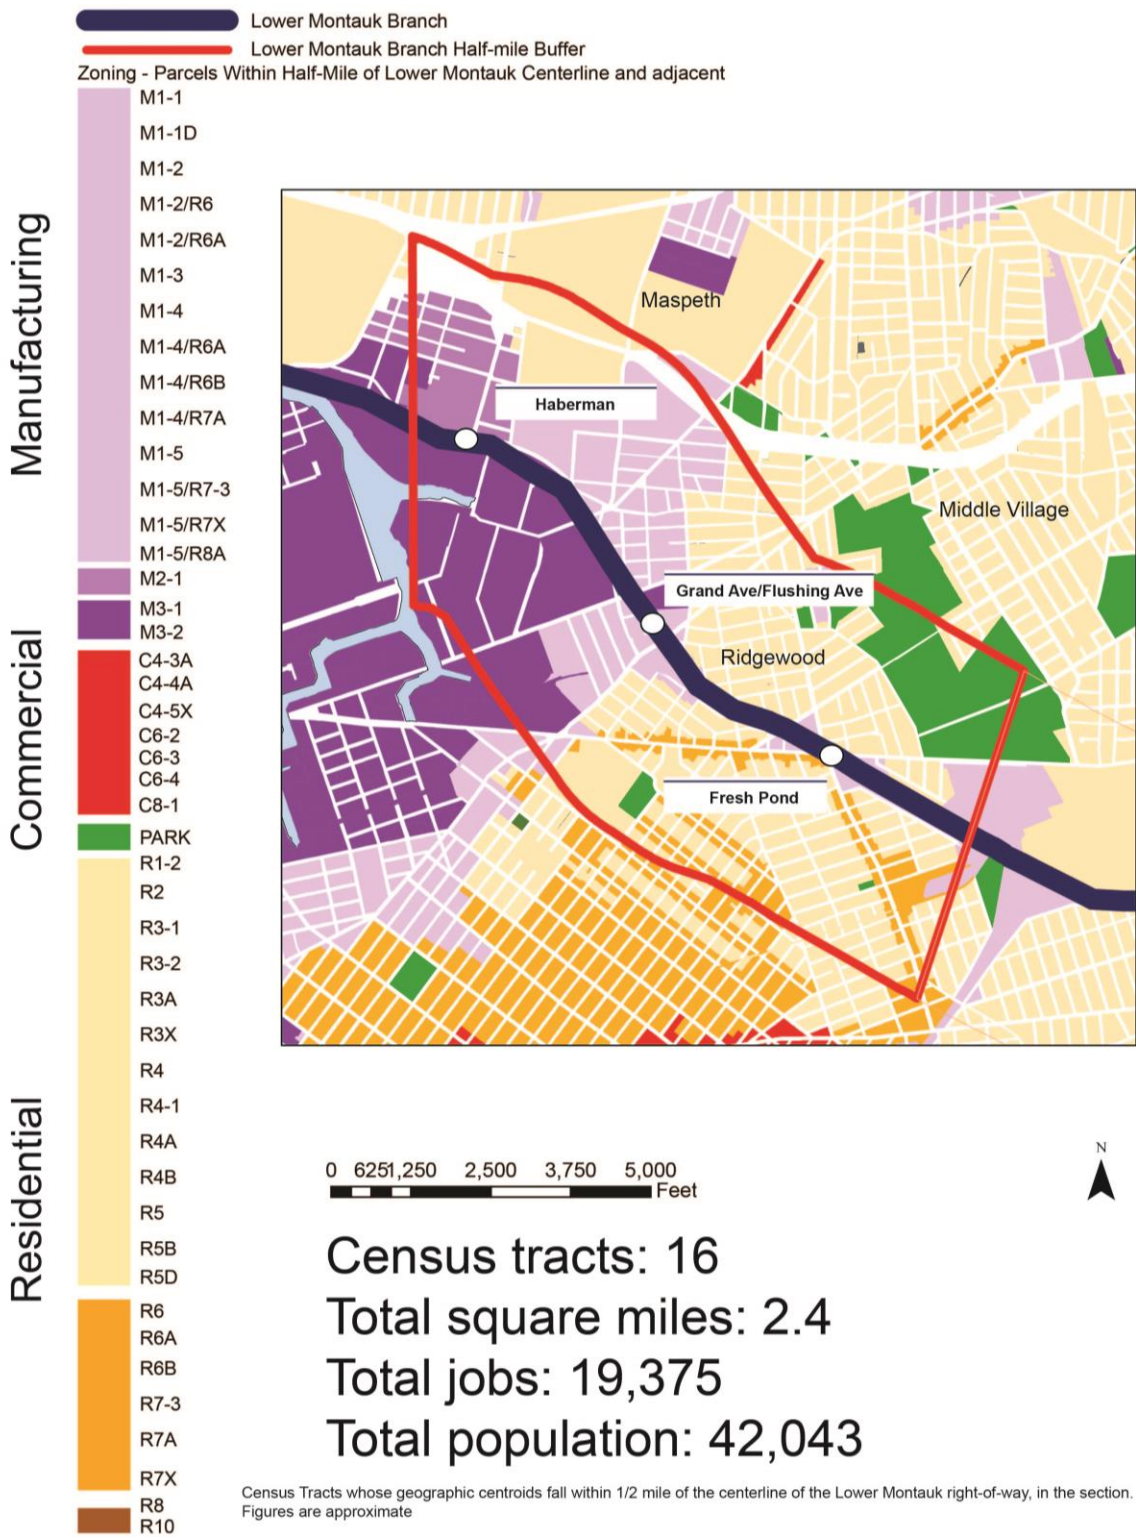 Lower Montauk Branch
Lower Montauk Branch Half-mile Buffer
Zoning - Parcels Within Half-Mile of Lower Montauk Centerline and adjacent
Manufacturing
M1-1
M1-1D
M1-2
M1-2/R6
M1-2/R6A
M1-3
M1-4
M1-4/R6A
M1-4/R6B
M1-4/R7A
M1-5
M1-5/R7-3
M1-5/R7X
M1-5/R8A
M2-1
M3-1
M3-2
Commercial
C4-3A
C4-4A
C4-5X
C6-2
C6-3
C6-4
C8-1
PARK
Residential
R1-2
R2
R3-1
R3-2
R3A
R3X
R4
R4-1
R4A
R4B
R5
R5B
R5D
R6
R6A
R6B
R7-3
R7A
R7X
R8
R10
Maspeth
Haberman
Middle Village
Grand Ave/Flushing Ave
Ridgewood
Fresh Pond
N
0 625 1,250 2,500 3,750 5,000
Feet
Census tracts: 16
Total square miles: 2.4
Total jobs: 19,375
Total population: 42,043
Census Tracts whose geographic centroids fall within 1/2 mile of the centerline of the Lower Montauk right-of-way, in the section.
Figures are approximate